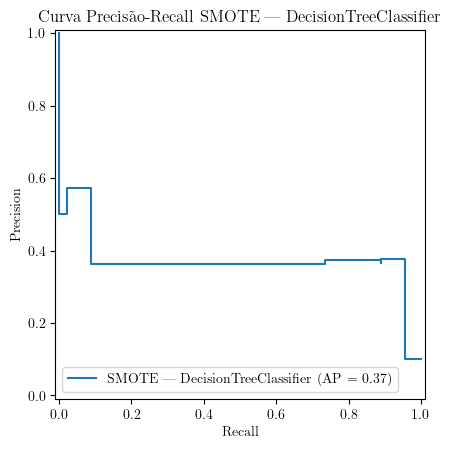 Curva Precisão-Recall SMOTE — DecisionTreeClassifier
1.0
0.8
0.6
0.4
0.2
0.0
Precision
SMOTE — DecisionTreeClassifier (AP = 0.37)
0.0 0.2 0.4 0.6 0.8 1.0
Recall